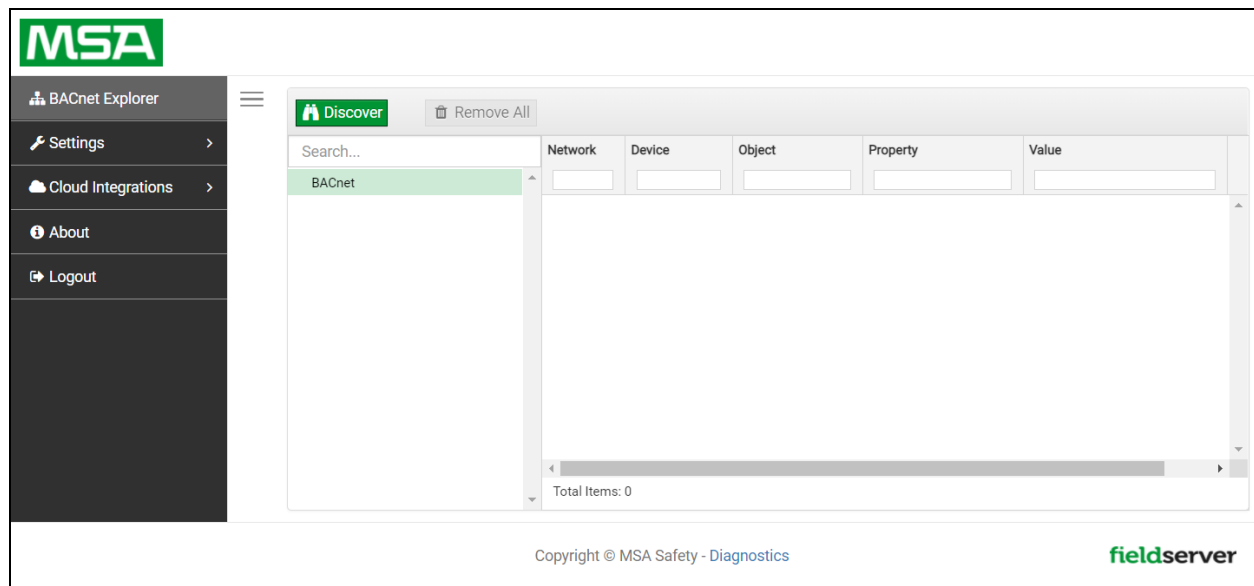 MSA
BACnet Explorer
Settings
Cloud Integrations
About
Logout
Discover
Remove All
Search...
BACnet
Network Device Object Property Value
Total Items: 0
Copyright © MSA Safety - Diagnostics
fieldserver